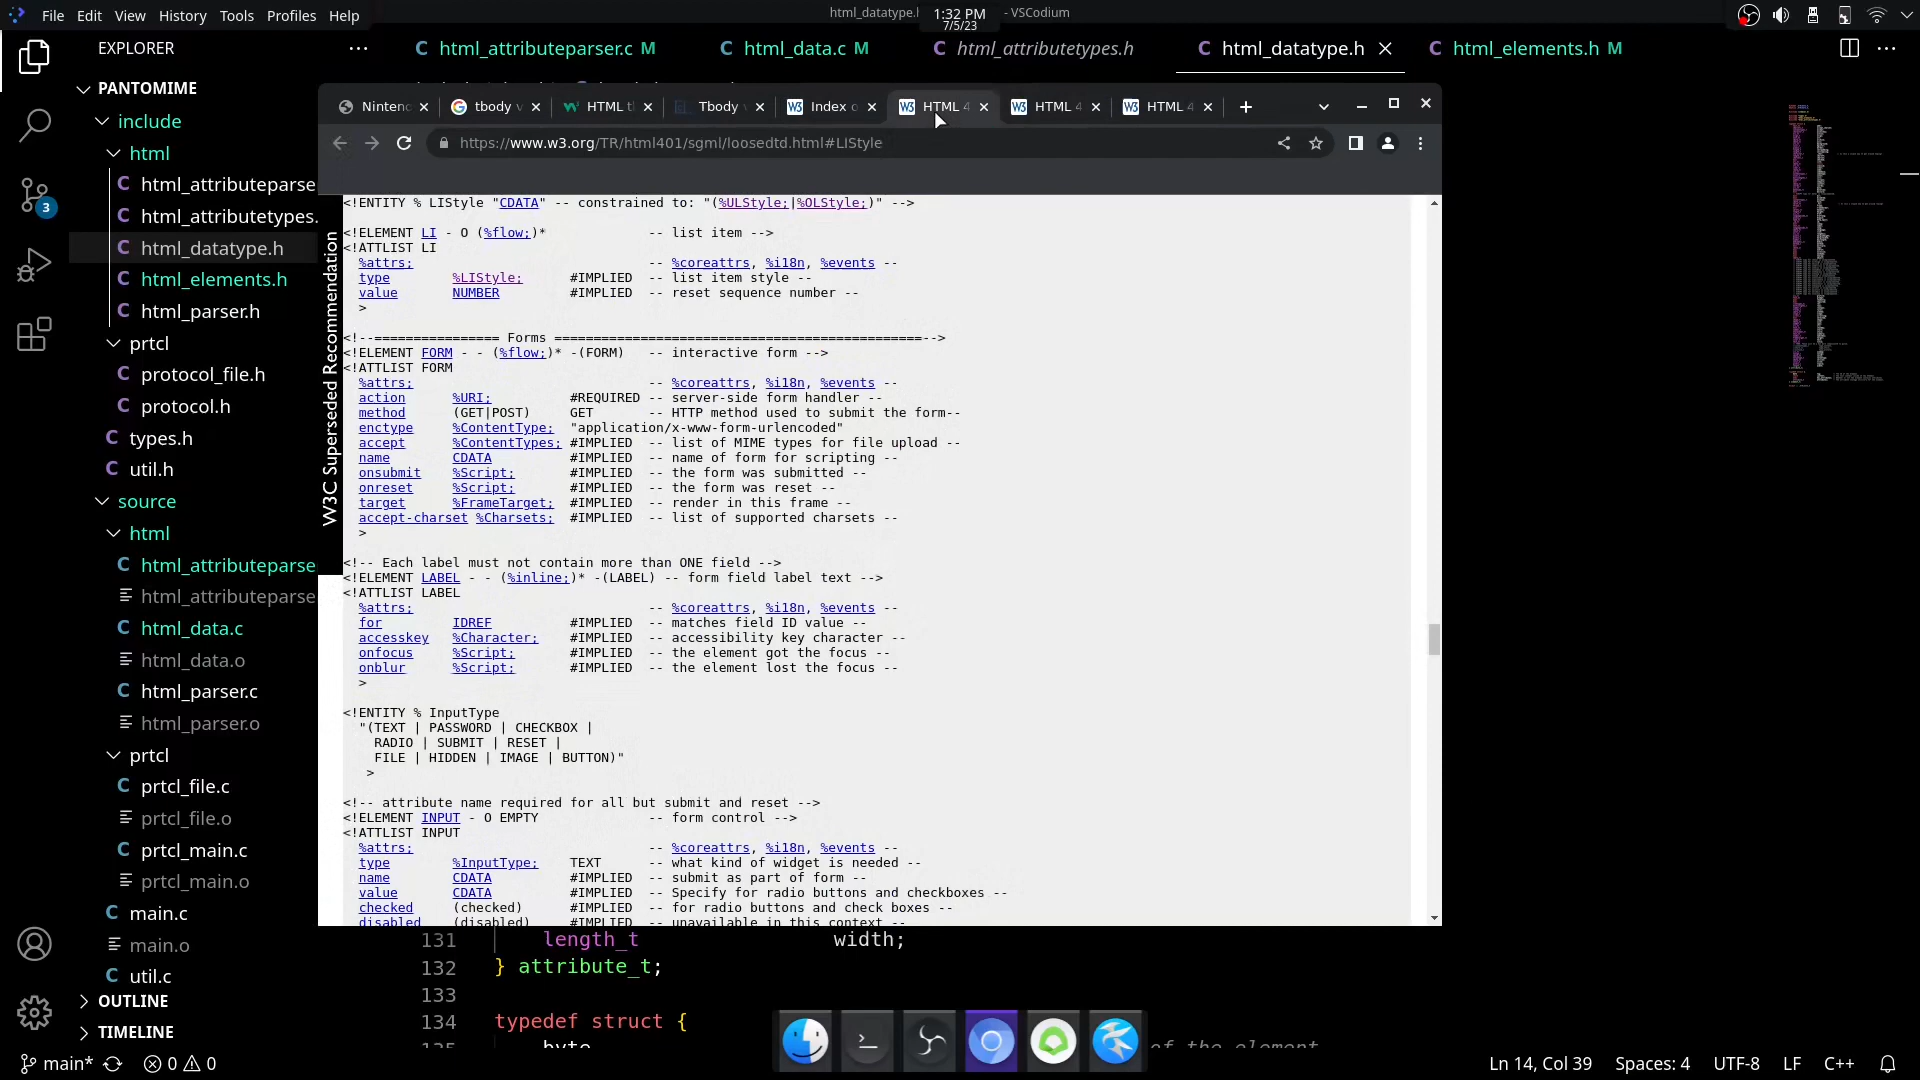 File Edit View History Tools Profiles Help
html_datatype.h - VSCodium
1:32 PM
7/5/23
EXPLORER
html_attributeparser.c M
html_data.c M
html_attributetypes.h
html_datatype.h
html_elements.h M
PANTOMIME
include
html
html_attributeparse
html_attributetypes.
html_datatype.h
html_elements.h
html_parser.h
prtcl
protocol_file.h
protocol.h
types.h
util.h
source
html
html_attributeparse
html_attributeparse
html_data.c
html_data.o
html_parser.c
html_parser.o
prtcl
prtcl_file.c
prtcl_file.o
prtcl_main.c
prtcl_main.o
main.c
main.o
util.c
OUTLINE
TIMELINE
3
Ninten
tbody v
HTML t
Tbody
Index o
HTML 4
HTML 4
HTML 4
https://www.w3.org/TR/html401/sgml/loosedtd.html#LIStyle
W3C Superseded Recommendation
<!ENTITY % LIStyle "CDATA" -- constrained to: "(%ULStyle;|%OLStyle;)" -->
<!ELEMENT LI - O (%flow;)* -- list item -->
<!ATTLIST LI
%attrs; -- %coreattrs, %i18n, %events --
type %LIStyle; #IMPLIED -- list item style --
value NUMBER #IMPLIED -- reset sequence number --
>
<!--================ Forms ===============================================-->
<!ELEMENT FORM - - (%flow;)* -(FORM) -- interactive form -->
<!ATTLIST FORM
%attrs; -- %coreattrs, %i18n, %events --
action %URI; #REQUIRED -- server-side form handler --
method (GET|POST) GET -- HTTP method used to submit the form--
enctype %ContentType; "application/x-www-form-urlencoded"
accept %ContentTypes; #IMPLIED -- list of MIME types for file upload --
name CDATA #IMPLIED -- name of form for scripting --
onsubmit %Script; #IMPLIED -- the form was submitted --
onreset %Script; #IMPLIED -- the form was reset --
target %FrameTarget; #IMPLIED -- render in this frame --
accept-charset %Charsets; #IMPLIED -- list of supported charsets --
>
<!-- Each label must not contain more than ONE field -->
<!ELEMENT LABEL - - (%inline;)* -(LABEL) -- form field label text -->
<!ATTLIST LABEL
%attrs; -- %coreattrs, %i18n, %events --
for IDREF #IMPLIED -- matches field ID value --
accesskey %Character; #IMPLIED -- accessibility key character --
onfocus %Script; #IMPLIED -- the element got the focus --
onblur %Script; #IMPLIED -- the element lost the focus --
>
<!ENTITY % InputType
"(TEXT | PASSWORD | CHECKBOX |
RADIO | SUBMIT | RESET |
FILE | HIDDEN | IMAGE | BUTTON)"
>
<!-- attribute name required for all but submit and reset -->
<!ELEMENT INPUT - O EMPTY -- form control -->
<!ATTLIST INPUT
%attrs; -- %coreattrs, %i18n, %events --
type %InputType; TEXT -- what kind of widget is needed --
name CDATA #IMPLIED -- submit as part of form --
value CDATA #IMPLIED -- Specify for radio buttons and checkboxes --
checked (checked) #IMPLIED -- for radio buttons and check boxes --
disabled (disabled) #IMPLIED -- unavailable in this context --
131 length_t width;
132 } attribute_t;
133
134 typedef struct {
135 byte of the element
main* 0 0
Ln 14, Col 39 Spaces: 4 UTF-8 LF C++